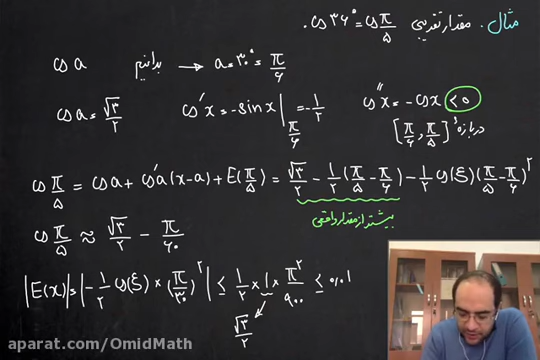 مثال. مقدار تقریبی cos ۳۶° = cos π/۵.
cos a بدانیم → a = ۳۰° = π/۶
cos a = √۳/۲ cos′x = −sin x |π/۶ = −۱/۲ cos″x = −cos x < ۰
در بازه‌ [π/۶, π/۵]
cos π/۵ = cos a + cos′a (x−a) + E(π/۵) = √۳/۲ − ۱/۲ (π/۵ − π/۶) − ۱/۲ cos(ξ) (π/۵ − π/۶)^۲
بیشتر از مقدار واقعی
cos π/۵ ≈ √۳/۲ − π/۶۰
|E(x)| = |−۱/۲ cos(ξ) × (π/۳۰)^۲| ≤ ۱/۲ × ۱ × π^۲/۹۰۰ ≤ ۰٫۰۱
√۳/۲
aparat.com/OmidMath